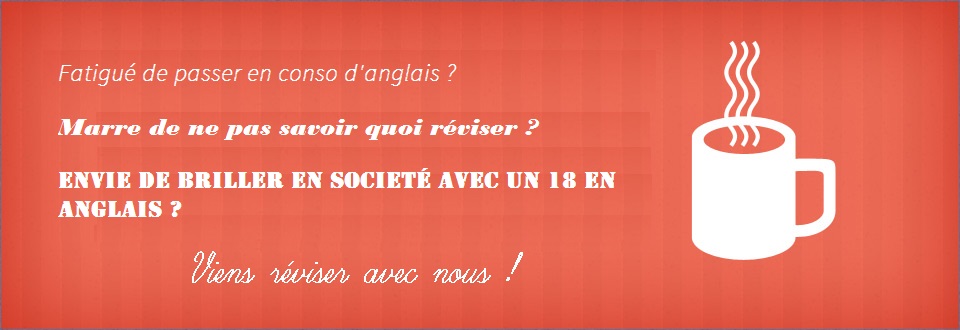 Fatigué de passer en conso d'anglais ?
Marre de ne pas savoir quoi réviser ?
ENVIE DE BRILLER EN SOCIETÉ AVEC UN 18 EN
ANGLAIS ?
Viens réviser avec nous !